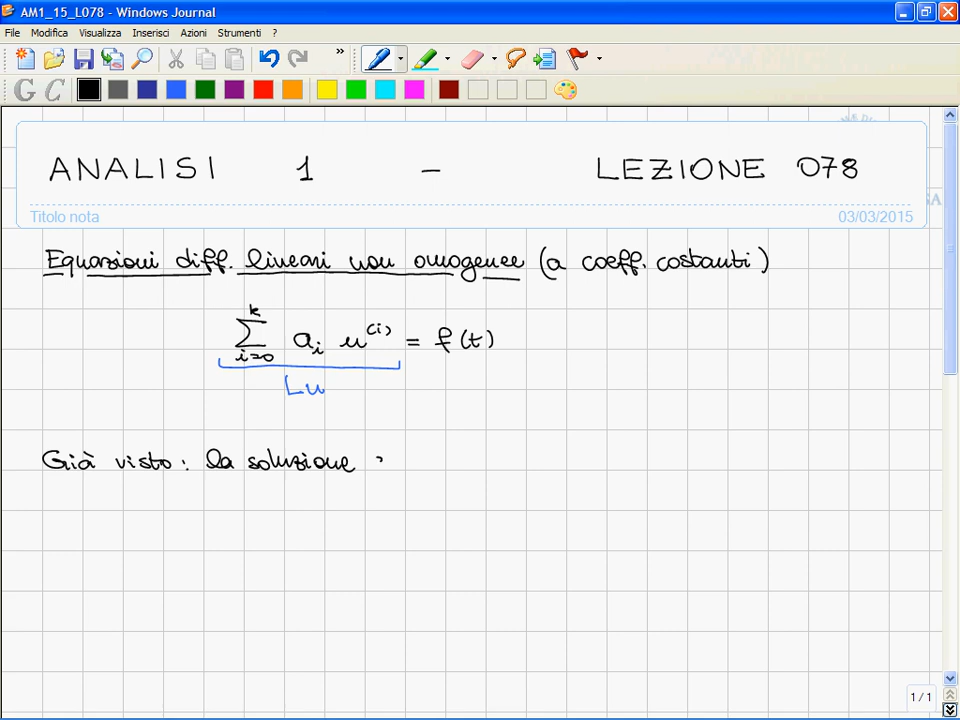 AM1_15_L078 - Windows Journal
File Modifica Visualizza Inserisci Azioni Strumenti ?
G C
ANALISI 1 - LEZIONE 078
Titolo nota 03/03/2015
Equazioni diff. lineari non omogenee (a coeff. costanti)
k
∑ aᵢ u⁽ⁱ⁾ = f(t)
i=0
Lu
Già visto: la soluzione
1 / 1